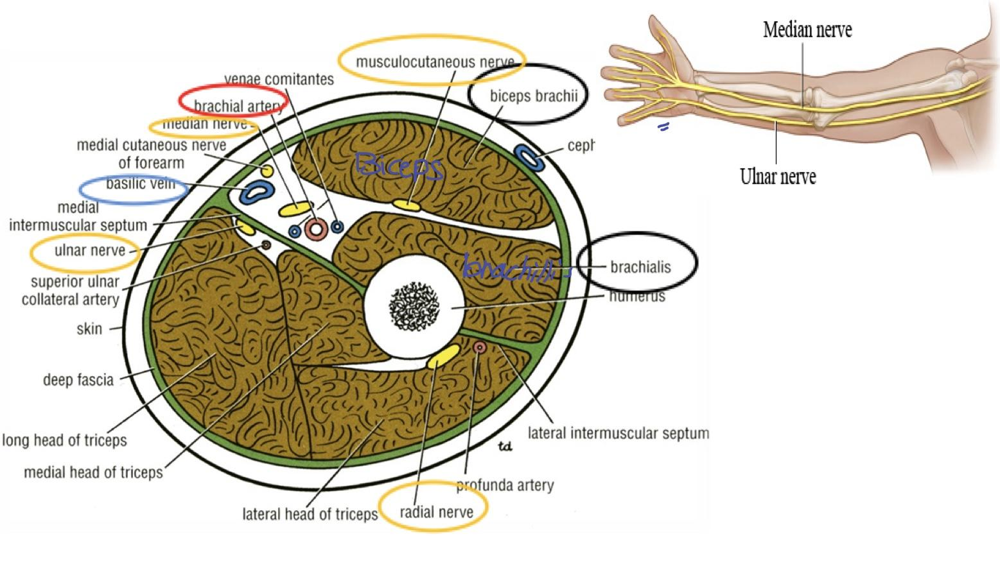 musculocutaneous nerve
venae comitantes
biceps brachii
brachial artery
median nerve
medial cutaneous nerve
of forearm
ceph
basilic vein
Biceps
medial
intermuscular septum
ulnar nerve
brachialis
brachilli's
superior ulnar
collateral artery
humerus
skin
deep fascia
long head of triceps
lateral intermuscular septum
td
medial head of triceps
profunda artery
lateral head of triceps
radial nerve
Median nerve
Ulnar nerve